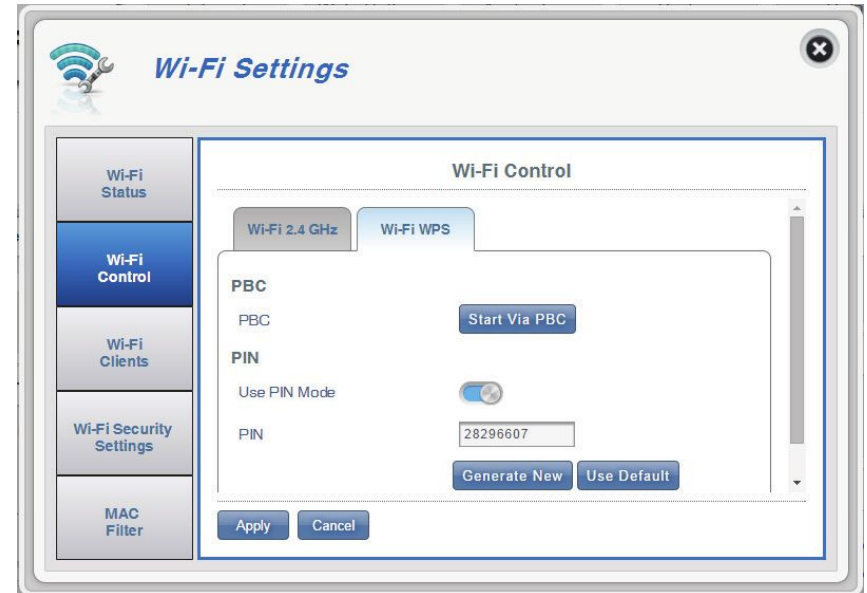 Wi-Fi Settings
Wi-Fi
Status
Wi-Fi
Control
Wi-Fi
Clients
Wi-Fi Security
Settings
MAC
Filter
Wi-Fi Control
Wi-Fi 2.4 GHz Wi-Fi WPS
PBC
PBC Start Via PBC
PIN
Use PIN Mode
PIN 28296607
Generate New Use Default
Apply Cancel